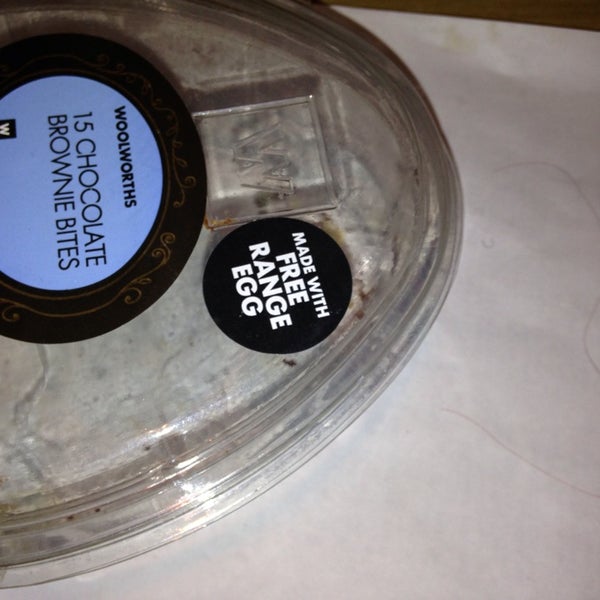 WOOLWORTHS
15 CHOCOLATE
BROWNIE BITES
W
W
MADE WITH
FREE
RANGE
EGG